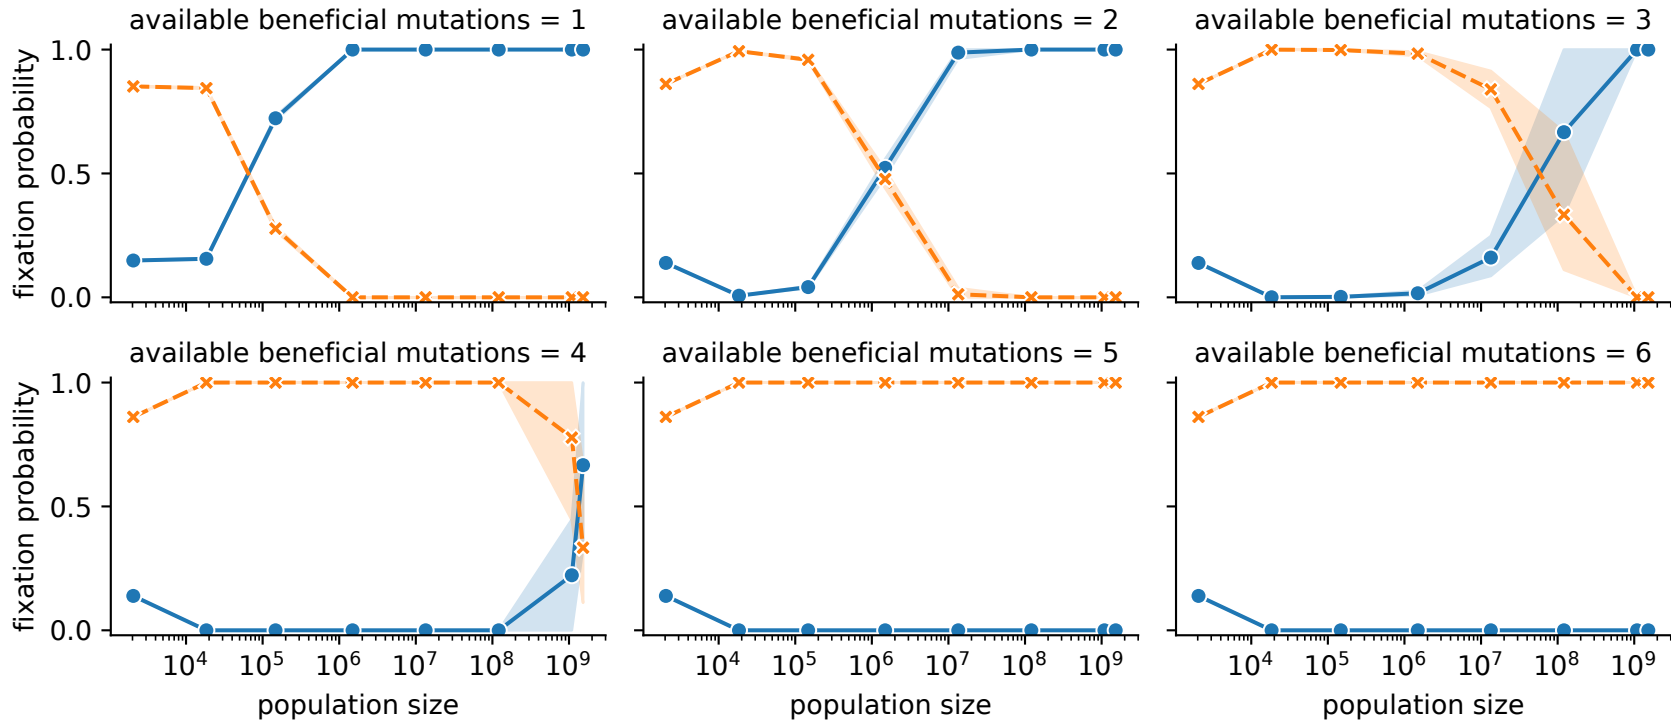 available beneficial mutations = 1
available beneficial mutations = 2
available beneficial mutations = 3
fixation probability
1.0
0.5
0.0
available beneficial mutations = 4
available beneficial mutations = 5
available beneficial mutations = 6
fixation probability
1.0
0.5
0.0
10⁴ 10⁵ 10⁶ 10⁷ 10⁸ 10⁹
10⁴ 10⁵ 10⁶ 10⁷ 10⁸ 10⁹
10⁴ 10⁵ 10⁶ 10⁷ 10⁸ 10⁹
population size
population size
population size